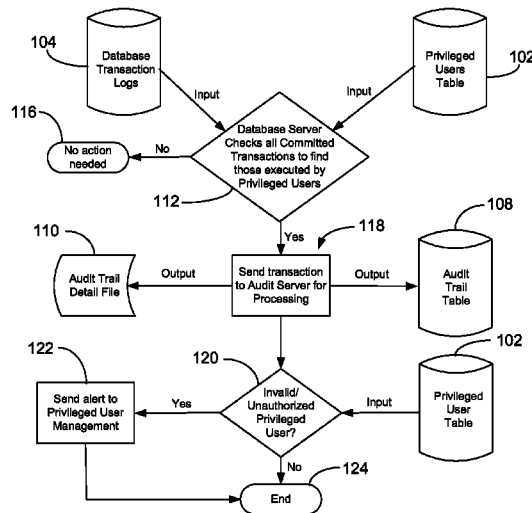 104
Database
Transaction
Logs
Privileged
Users
Table
102
Input
Input
116
No action
needed
No
Database Server
Checks all Committed
Transactions to find
those executed by
Privileged Users
112
Yes
118
108
110
Audit Trail
Detail File
Output
Send transaction
to Audit Server for
Processing
Output
Audit
Trail
Table
122
120
102
Send alert to
Privileged User
Management
Yes
Invalid/
Unauthorized
Privileged
User?
Input
Privileged
User
Table
No
124
End